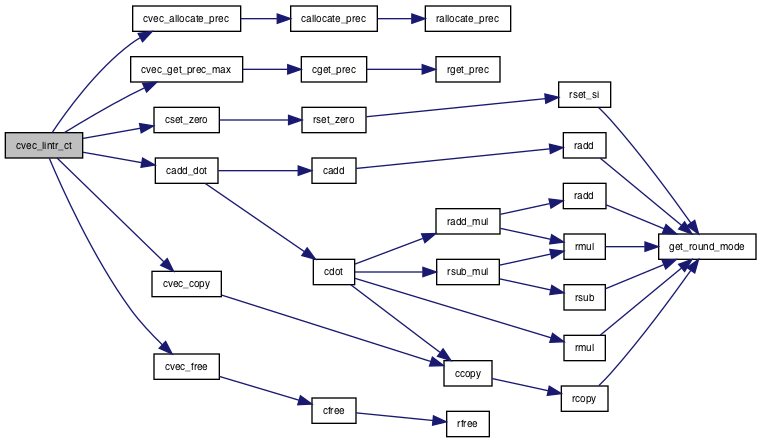 cvec_allocate_prec
callocate_prec
rallocate_prec
cvec_get_prec_max
cget_prec
rget_prec
rset_si
cset_zero
rset_zero
cvec_lintr_ct
radd
cadd_dot
cadd
radd
radd_mul
rmul
get_round_mode
cdot
rsub_mul
cvec_copy
rsub
rmul
cvec_free
ccopy
rcopy
cfree
rfree